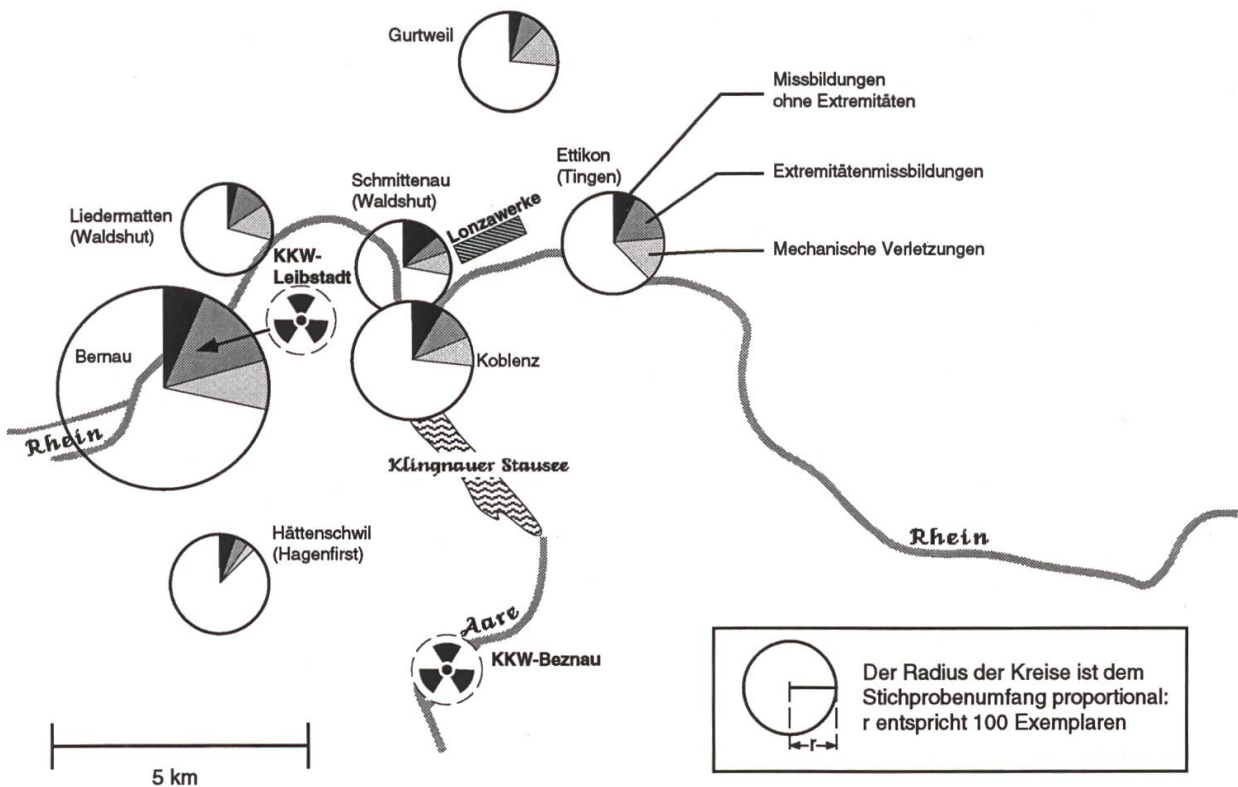 Gurtweil
Missbildungen
ohne Extremitäten
Ettikon
(Tingen)
Extremitätenmissbildungen
Schmittenau
(Waldshut)
Lonzawerke
Liedermatten
(Waldshut)
Mechanische Verletzungen
KKW-
Leibstadt
Bernau
Koblenz
Rhein
Klingnauer Stausee
Hättenschwil
(Hagenfirst)
Rhein
Aare
KKW-Beznau
Der Radius der Kreise ist dem
Stichprobenumfang proportional:
r entspricht 100 Exemplaren
r
5 km